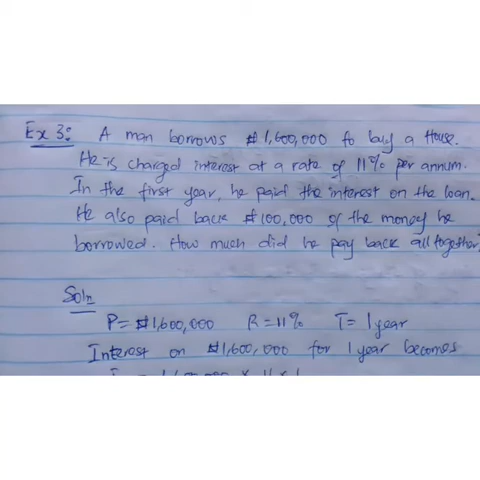 Ex 3: A man borrows ₦1,600,000 to buy a House.
He is charged interest at a rate of 11% per annum.
In the first year, he paid the interest on the loan.
He also paid back ₦100,000 of the money he
borrowed. How much did he pay back all together?
Soln
P= ₦1,600,000 R=11% T= 1 year
Interest on ₦1,600,000 for 1 year becomes